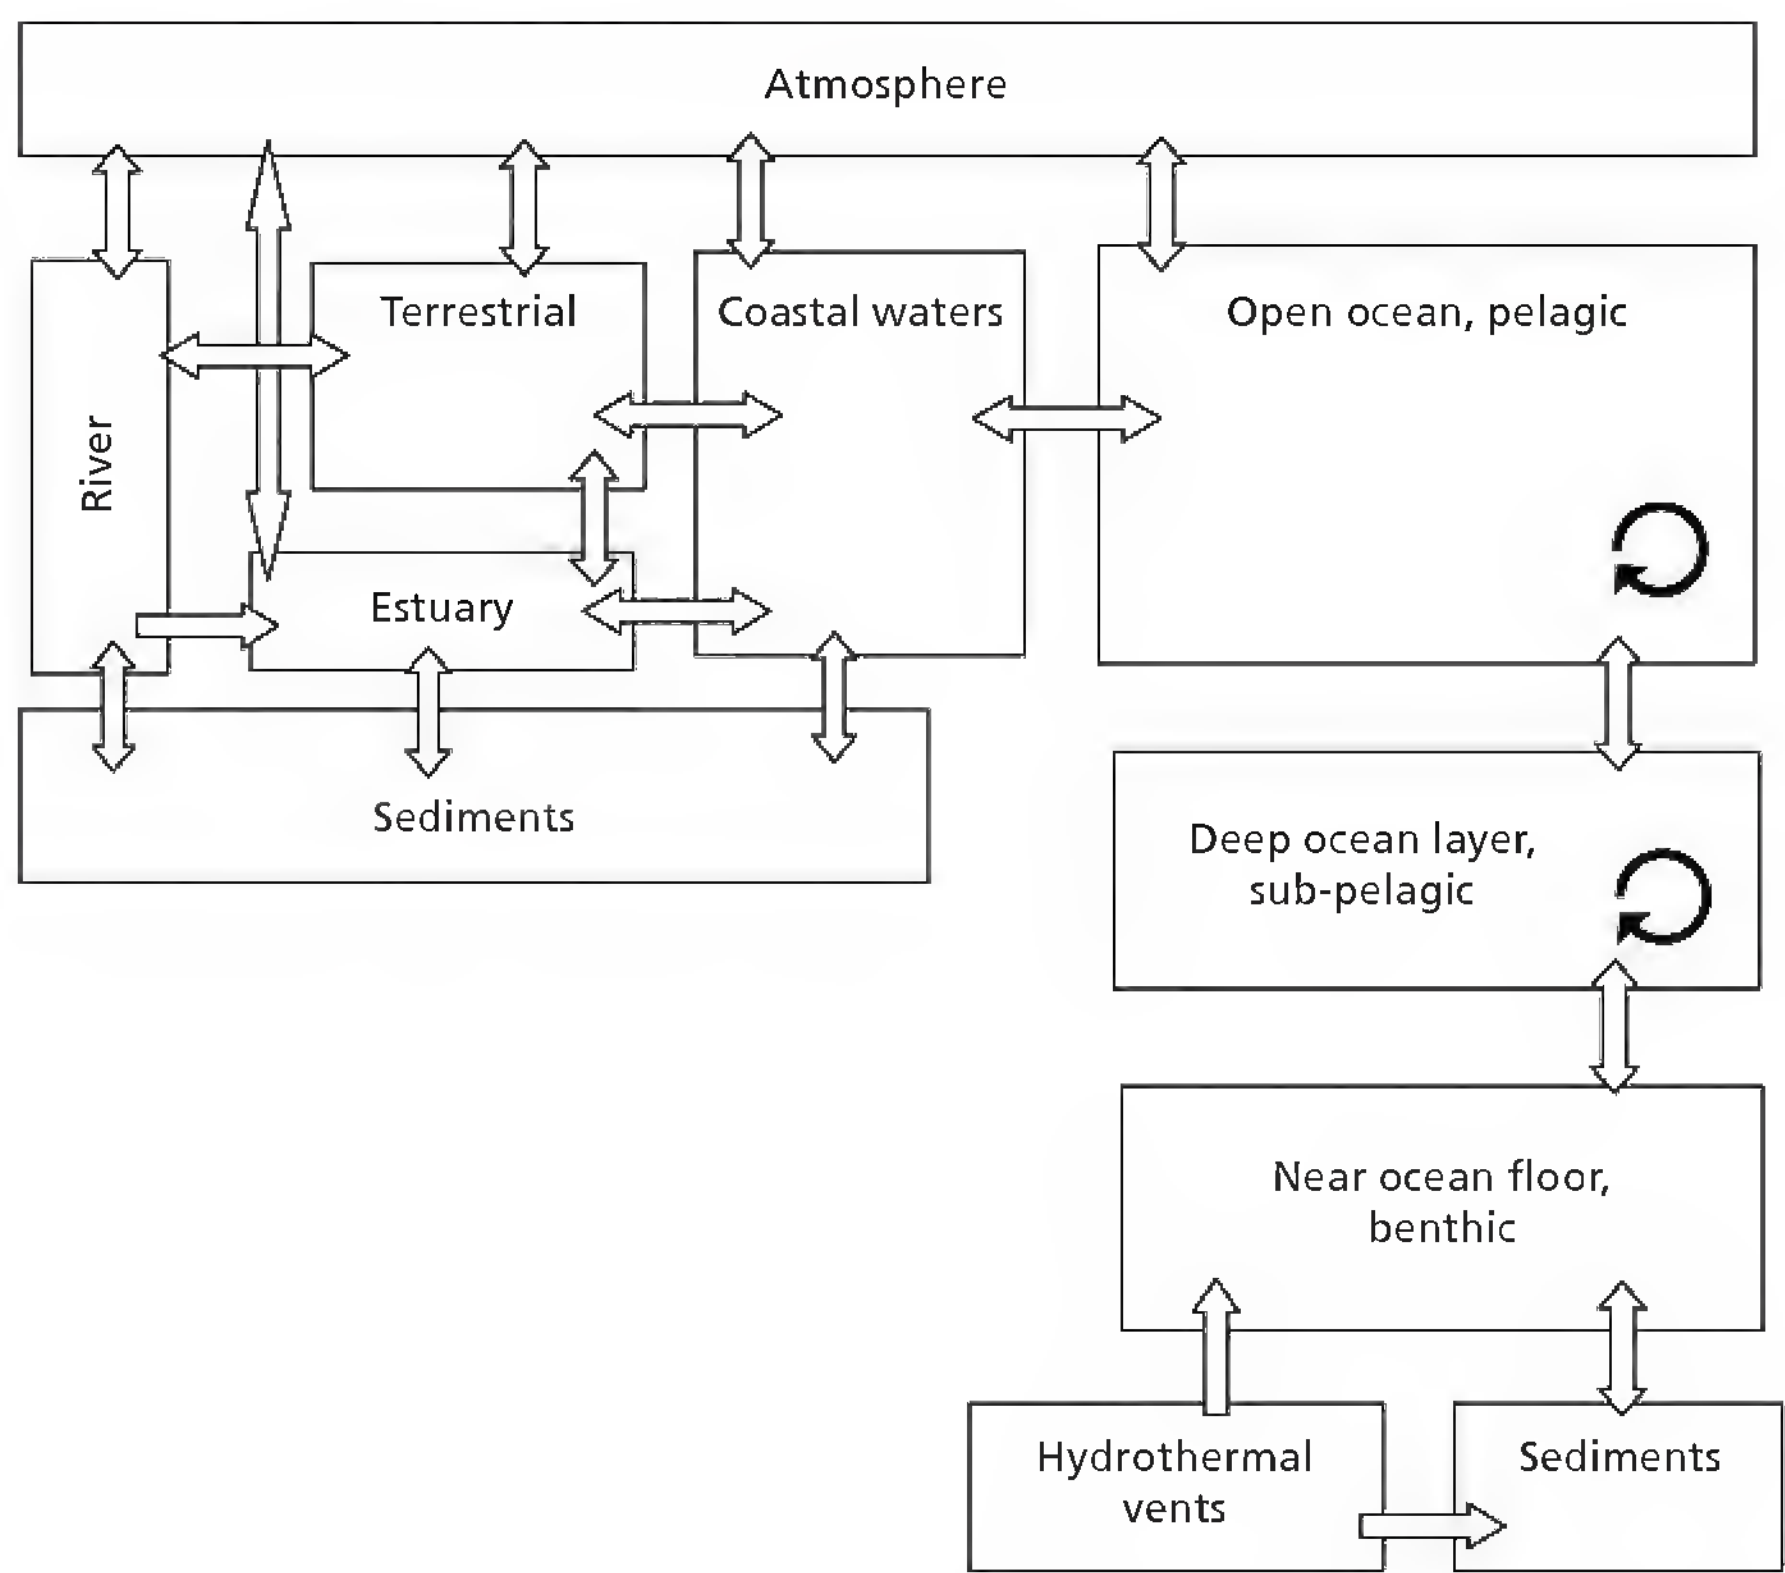 Atmosphere
Terrestrial
Coastal waters
Open ocean, pelagic
River
Estuary
Sediments
Deep ocean layer,
sub-pelagic
Near ocean floor,
benthic
Hydrothermal
vents
Sediments